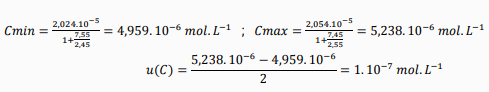 Cmin = 2,024.10⁻⁵ / (1+7,55/2,45) = 4,959.10⁻⁶ mol.L⁻¹ ; Cmax = 2,054.10⁻⁵ / (1+7,45/2,55) = 5,238.10⁻⁶ mol.L⁻¹
u(C) = (5,238.10⁻⁶ − 4,959.10⁻⁶) / 2 = 1.10⁻⁷ mol.L⁻¹